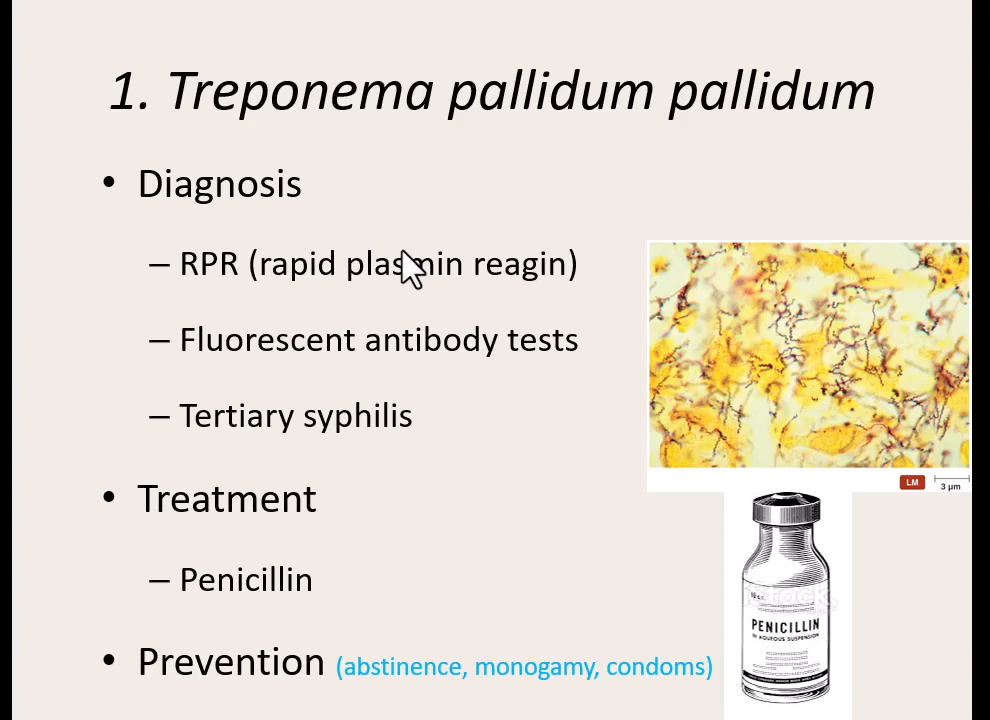 1. Treponema pallidum pallidum
• Diagnosis
– RPR (rapid plasmin reagin)
– Fluorescent antibody tests
– Tertiary syphilis
LM
3 µm
• Treatment
– Penicillin
PENICILLIN
IN AQUEOUS SUSPENSION
• Prevention (abstinence, monogamy, condoms)